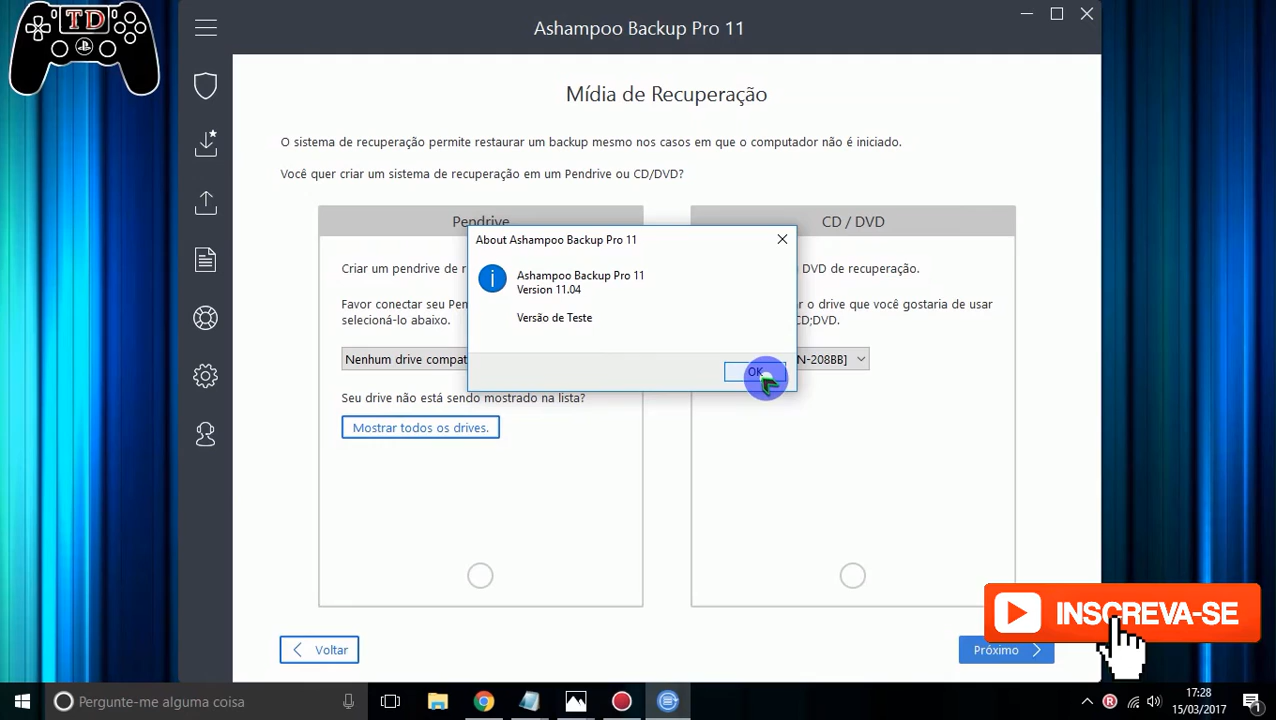 TD
Ashampoo Backup Pro 11
Mídia de Recuperação
O sistema de recuperação permite restaurar um backup mesmo nos casos em que o computador não é iniciado.
Você quer criar um sistema de recuperação em um Pendrive ou CD/DVD?
Pendrive
CD / DVD
Criar um pendrive de r
DVD de recuperação.
Favor conectar seu Pen
r o drive que você gostaria de usar
selecioná-lo abaixo.
CD;DVD.
Nenhum drive compat
N-208BB]
Seu drive não está sendo mostrado na lista?
Mostrar todos os drives.
About Ashampoo Backup Pro 11
Ashampoo Backup Pro 11
Version 11.04
Versão de Teste
OK
INSCREVA-SE
Voltar
Próximo
Pergunte-me alguma coisa
17:28
15/03/2017
1